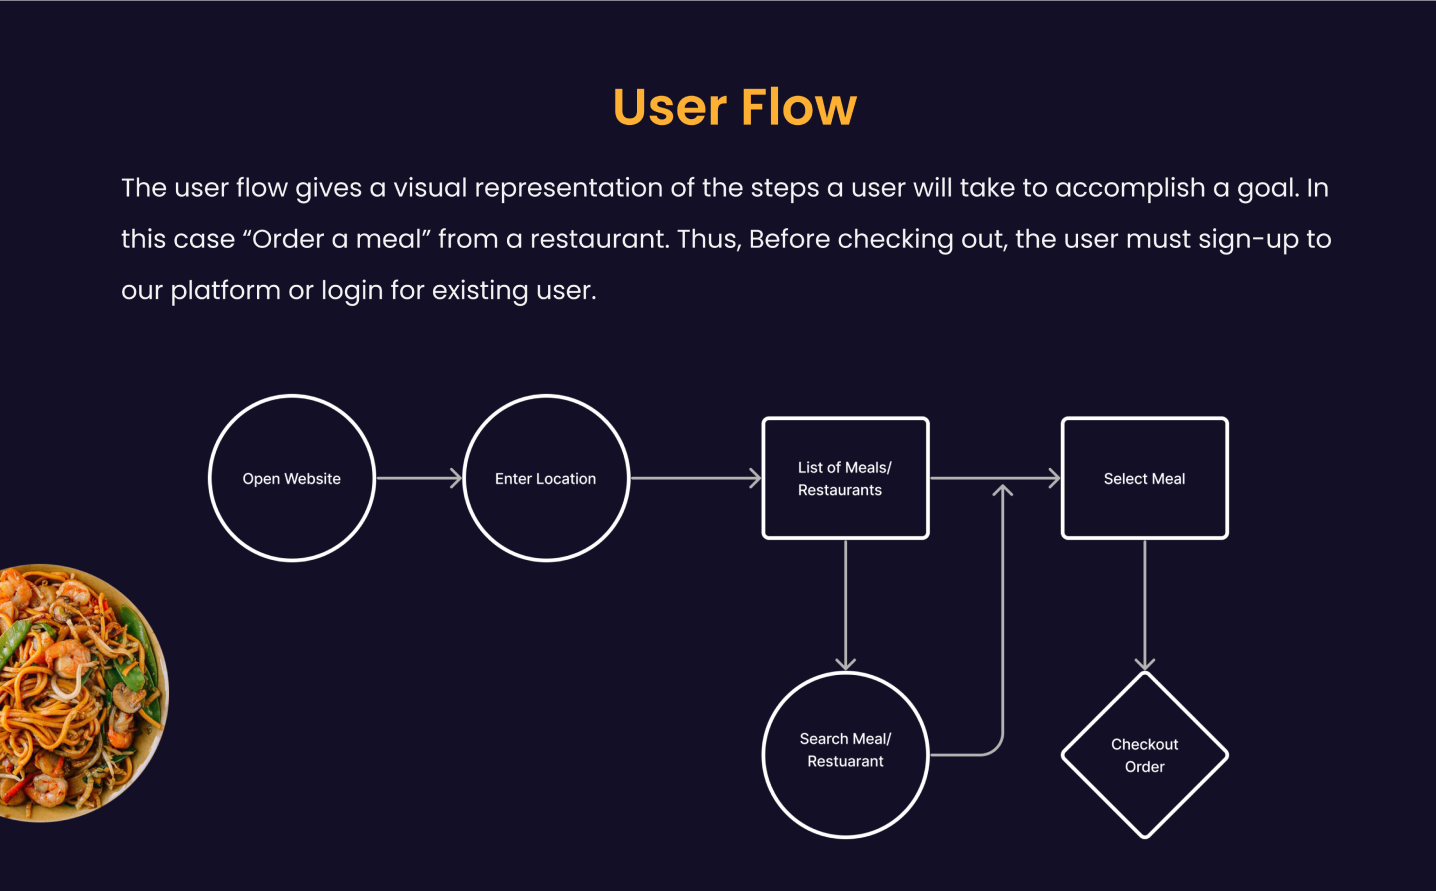 User Flow
The user flow gives a visual representation of the steps a user will take to accomplish a goal. In
this case “Order a meal” from a restaurant. Thus, Before checking out, the user must sign-up to
our platform or login for existing user.
Open Website
Enter Location
List of Meals/
Restaurants
Select Meal
Search Meal/
Restuarant
Checkout
Order